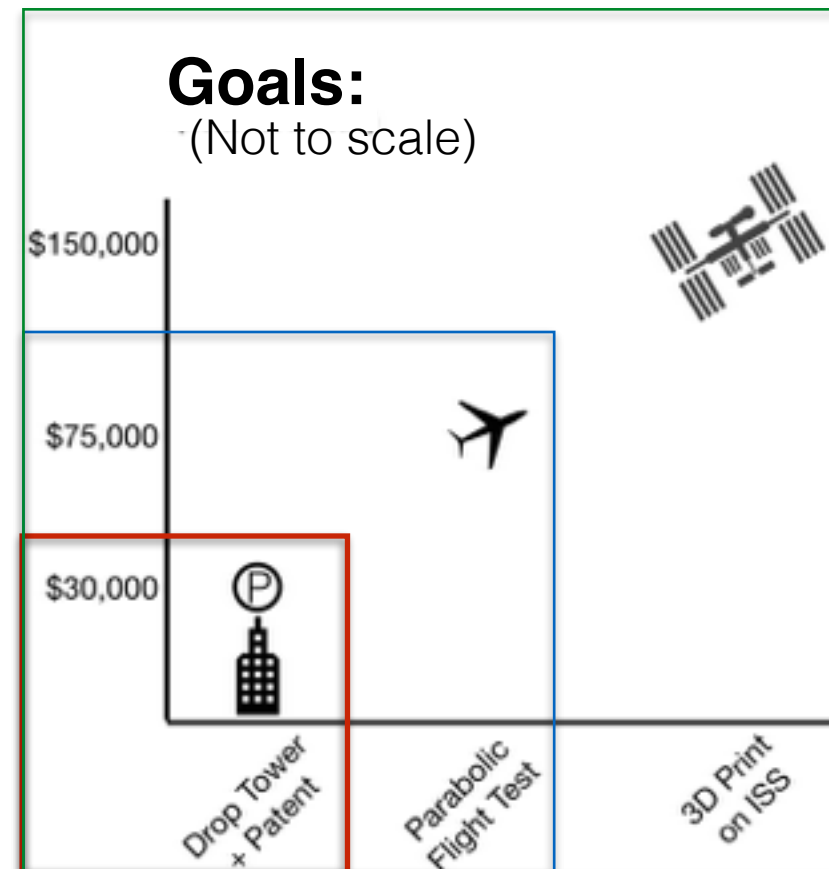 Goals:
(Not to scale)
$150,000
$75,000
$30,000
P
Drop Tower
+ Patent
Parabolic
Flight Test
3D Print
on ISS